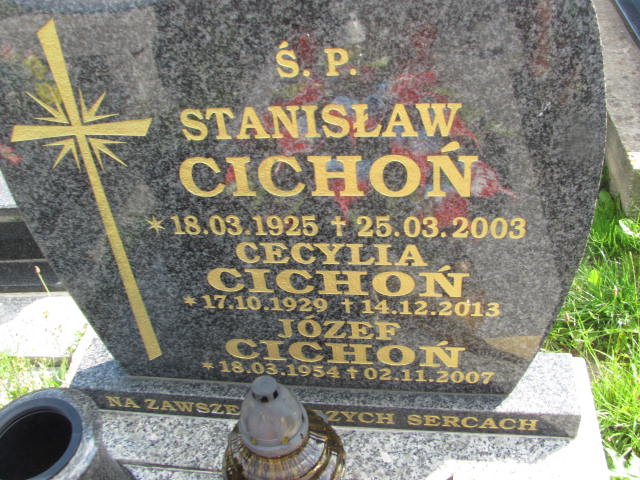 Ś. P.
STANISŁAW
CICHOŃ
* 18.03.1925 † 25.03.2003
CECYLIA
CICHOŃ
* 17.10.1929 † 14.12.2013
JÓZEF
CICHOŃ
* 18.03.1954 † 02.11.2007
NA ZAWSZE SERCACH